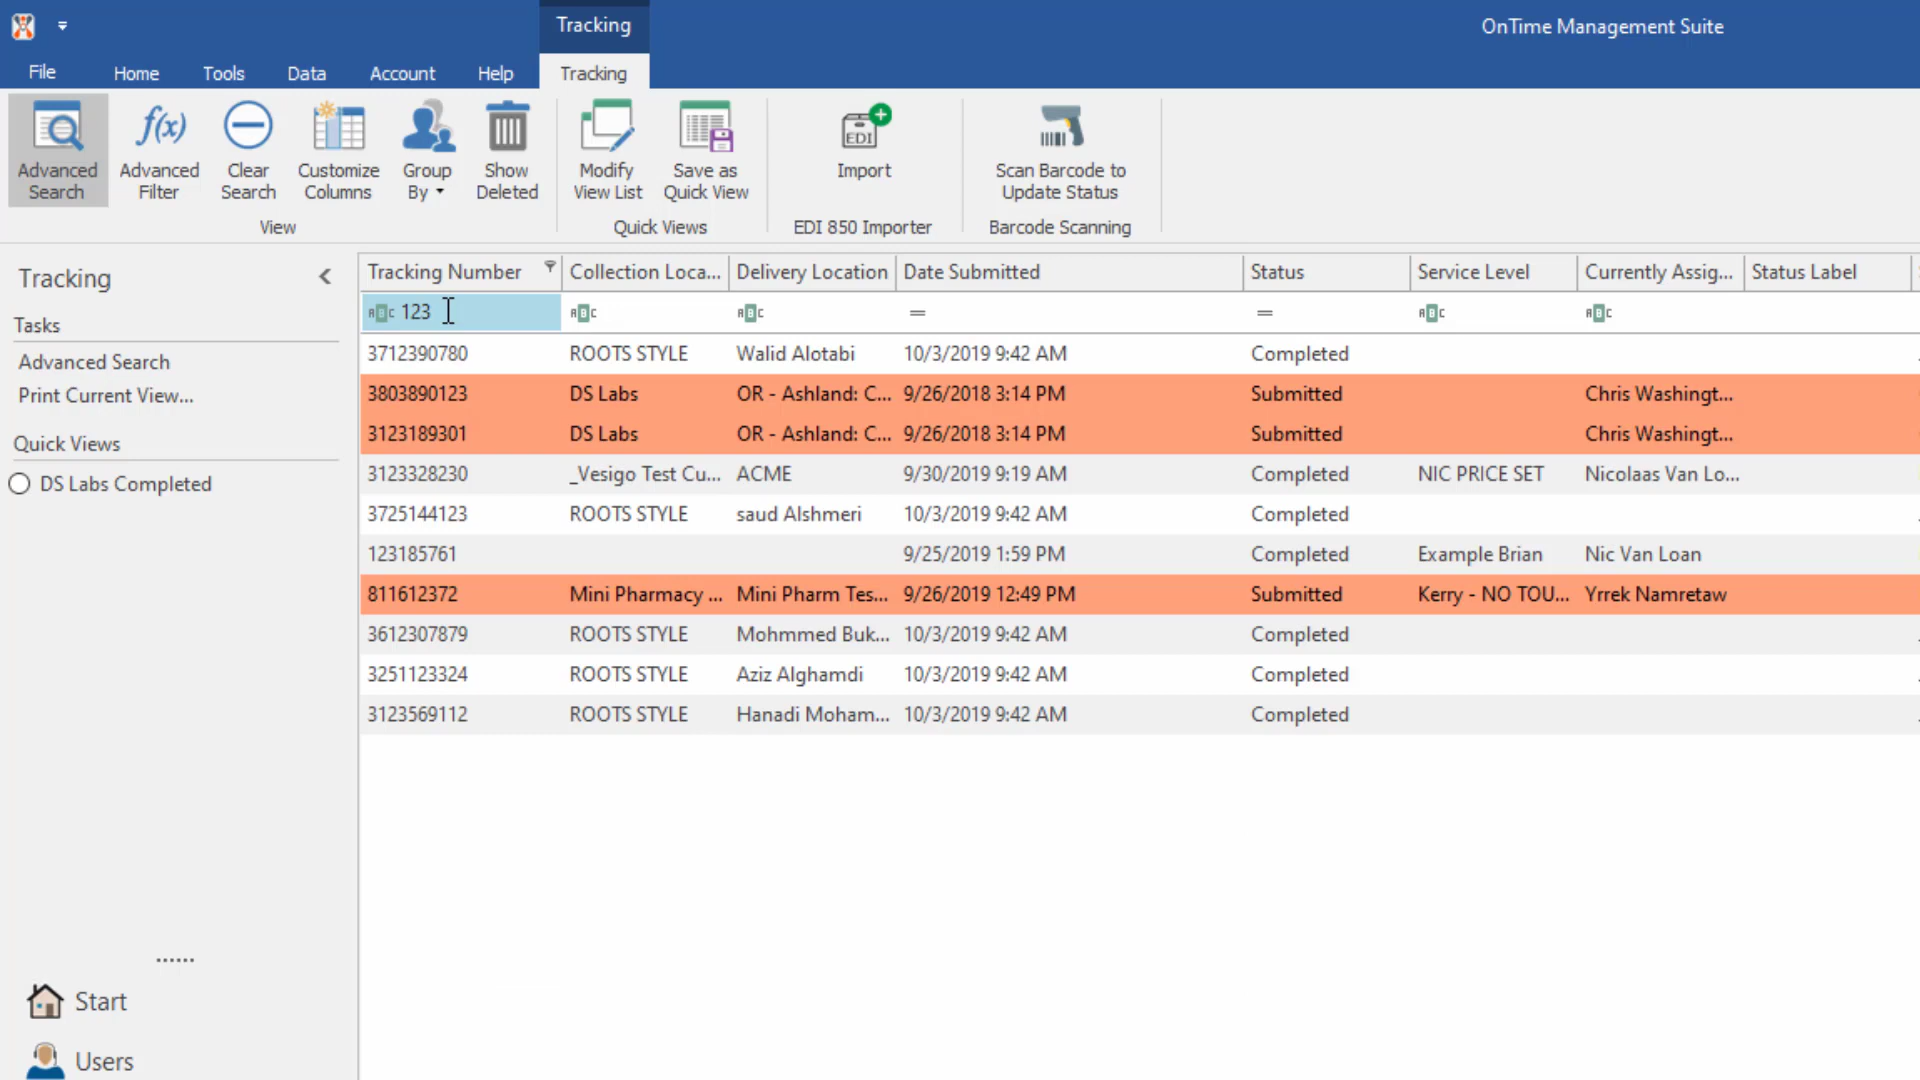 Tracking
OnTime Management Suite
File Home Tools Data Account Help Tracking
f(x) EDI
Advanced Search Advanced Filter Clear Search Customize Columns Group By Show Deleted Modify View List Save as Quick View Import Scan Barcode to Update Status
View Quick Views EDI 850 Importer Barcode Scanning
Tracking
Tasks
Advanced Search
Print Current View...
Quick Views
DS Labs Completed
Start
Users
Tracking Number Collection Loca... Delivery Location Date Submitted Status Service Level Currently Assig... Status Label
ABC 123 ABC ABC = = ABC ABC
3712390780 ROOTS STYLE Walid Alotabi 10/3/2019 9:42 AM Completed
3803890123 DS Labs OR - Ashland: C... 9/26/2018 3:14 PM Submitted Chris Washingt...
3123189301 DS Labs OR - Ashland: C... 9/26/2018 3:14 PM Submitted Chris Washingt...
3123328230 _Vesigo Test Cu... ACME 9/30/2019 9:19 AM Completed NIC PRICE SET Nicolaas Van Lo...
3725144123 ROOTS STYLE saud Alshmeri 10/3/2019 9:42 AM Completed
123185761 9/25/2019 1:59 PM Completed Example Brian Nic Van Loan
811612372 Mini Pharmacy ... Mini Pharm Tes... 9/26/2019 12:49 PM Submitted Kerry - NO TOU... Yrrek Namretaw
3612307879 ROOTS STYLE Mohmmed Buk... 10/3/2019 9:42 AM Completed
3251123324 ROOTS STYLE Aziz Alghamdi 10/3/2019 9:42 AM Completed
3123569112 ROOTS STYLE Hanadi Moham... 10/3/2019 9:42 AM Completed